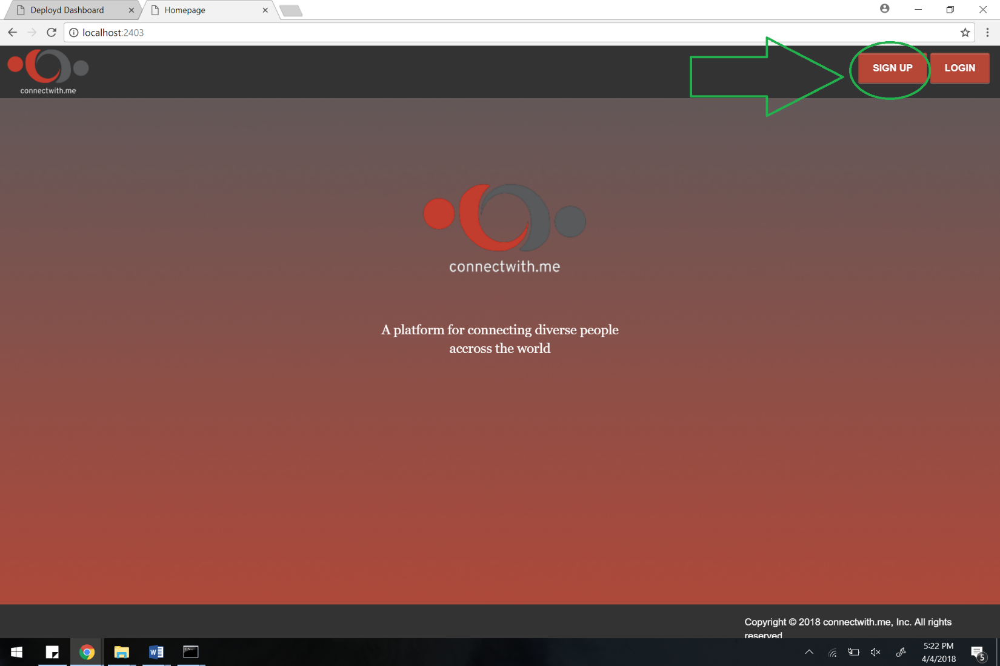 Deployd Dashboard
Homepage
localhost:2403
connectwith.me
SIGN UP
LOGIN
connectwith.me
A platform for connecting diverse people
accross the world
Copyright © 2018 connectwith.me, Inc. All rights
reserved
5:22 PM
4/4/2018
5